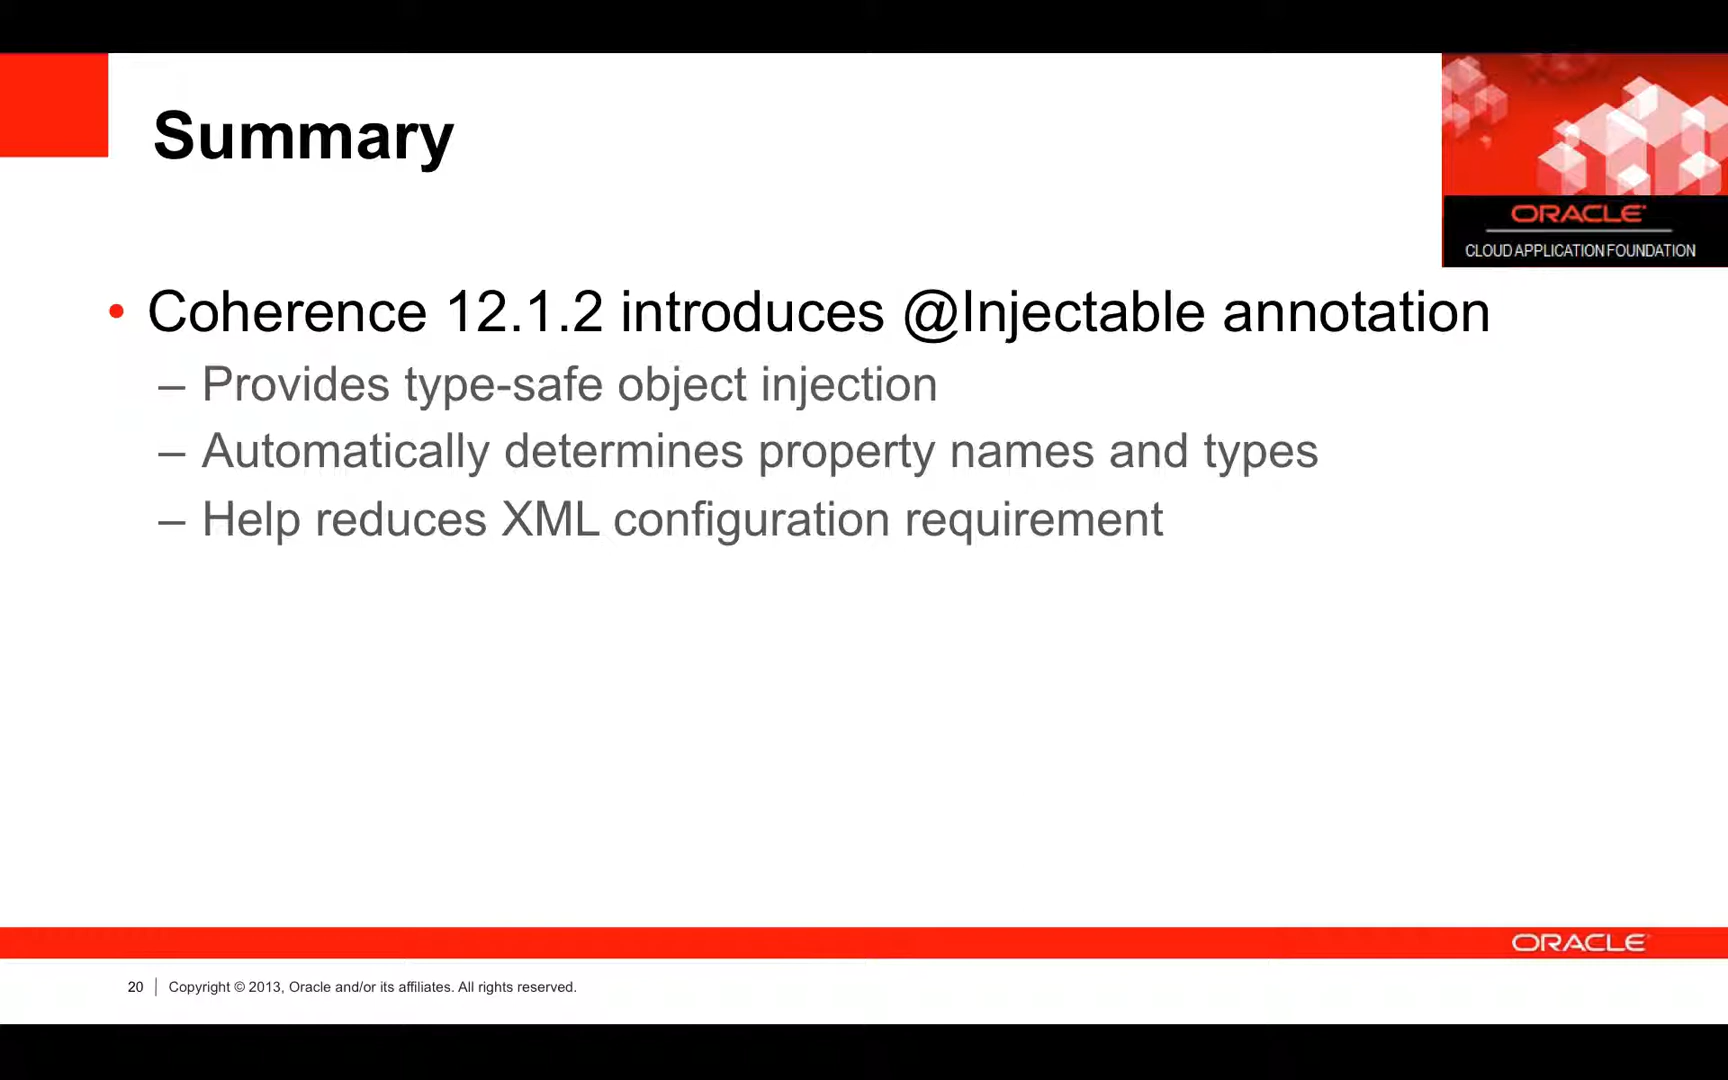 Summary
ORACLE
CLOUD APPLICATION FOUNDATION
• Coherence 12.1.2 introduces @Injectable annotation
– Provides type-safe object injection
– Automatically determines property names and types
– Help reduces XML configuration requirement
ORACLE
20 | Copyright © 2013, Oracle and/or its affiliates. All rights reserved.